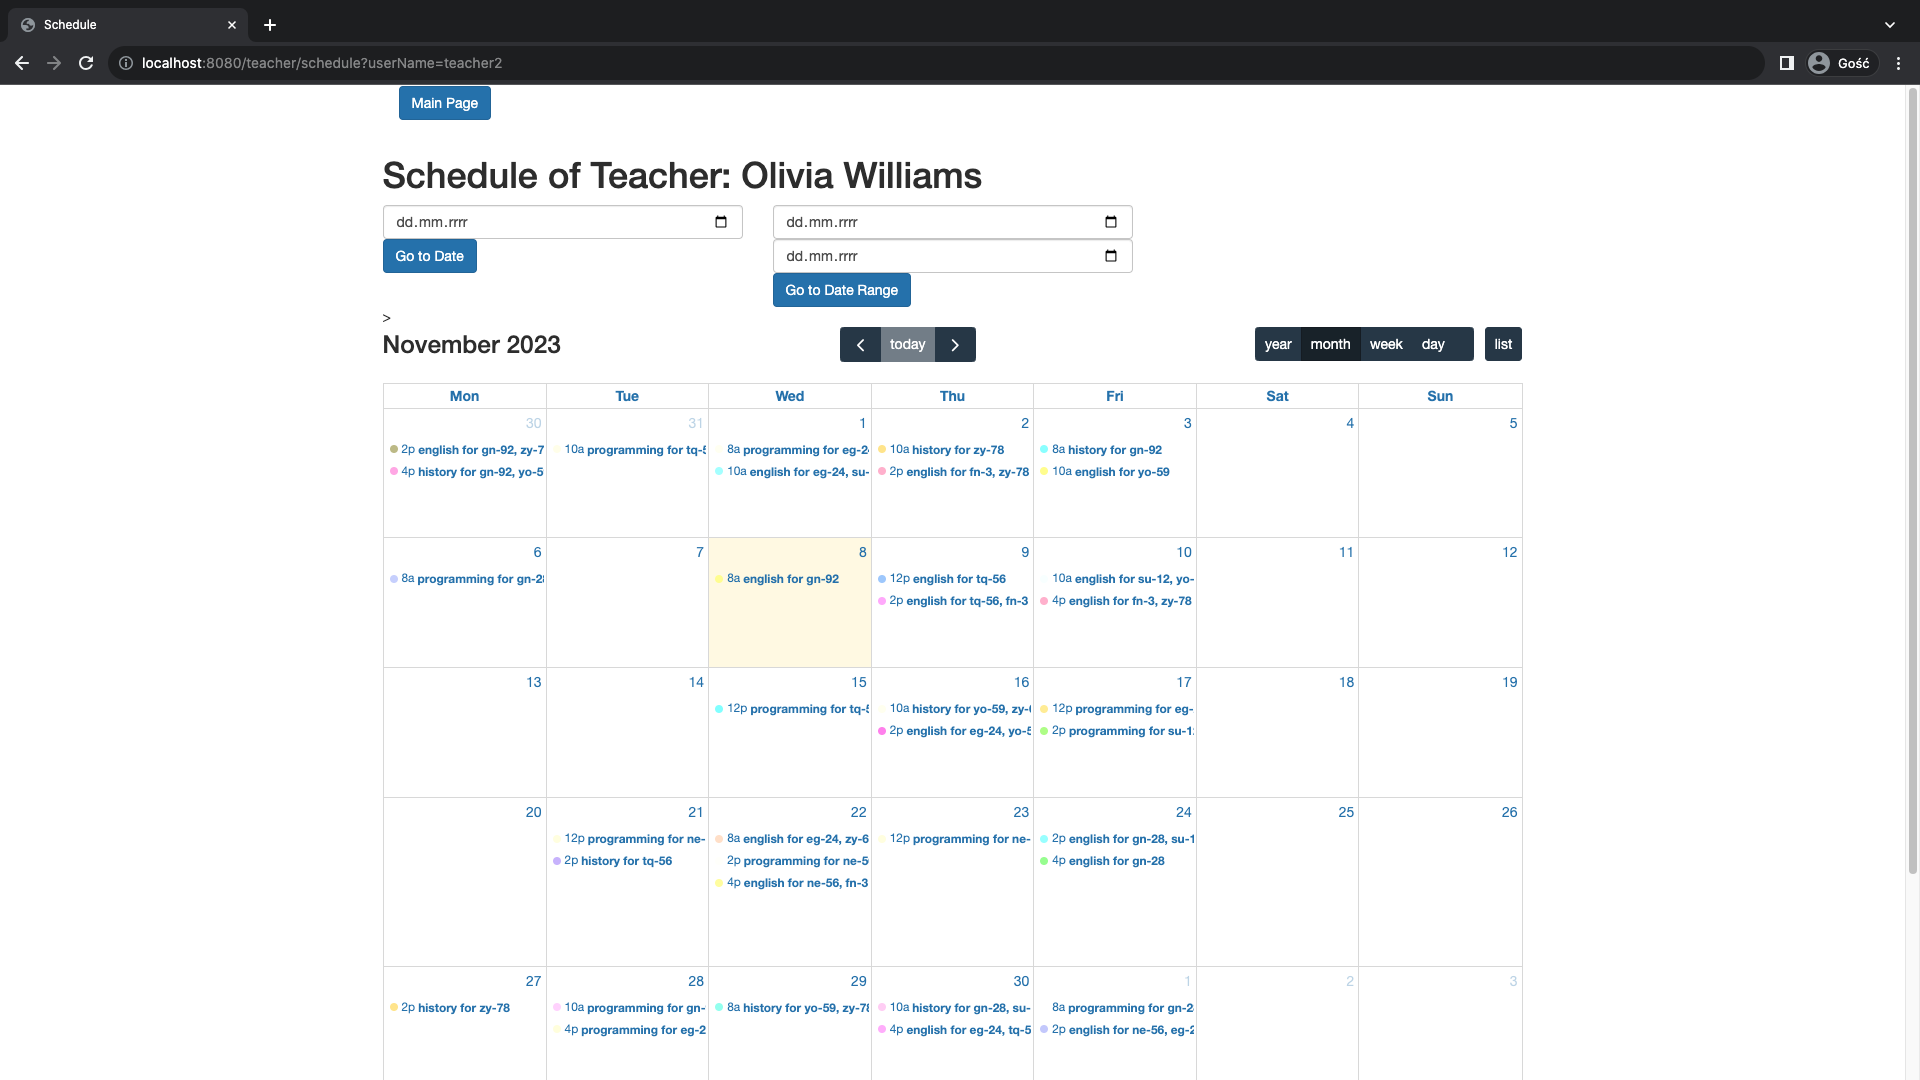 Schedule
localhost:8080/teacher/schedule?userName=teacher2
Gość
Main Page
Schedule of Teacher: Olivia Williams
dd.mm.rrrr
dd.mm.rrrr
Go to Date
dd.mm.rrrr
Go to Date Range
>
November 2023
today
year month week day list
Mon Tue Wed Thu Fri Sat Sun
30 31 1 2 3 4 5
2p english for gn-92, zy-7 10a programming for tq-5 8a programming for eg-2 10a history for zy-78 8a history for gn-92
4p history for gn-92, yo-5 10a english for eg-24, su- 2p english for fn-3, zy-78 10a english for yo-59
6 7 8 9 10 11 12
8a programming for gn-28 8a english for gn-92 12p english for tq-56 10a english for su-12, yo-
2p english for tq-56, fn-3 4p english for fn-3, zy-78
13 14 15 16 17 18 19
12p programming for tq-5 10a history for yo-59, zy- 12p programming for eg-
2p english for eg-24, yo-5 2p programming for su-1
20 21 22 23 24 25 26
12p programming for ne- 8a english for eg-24, zy-6 12p programming for ne- 2p english for gn-28, su-1
2p history for tq-56 2p programming for ne-5 4p english for gn-28
4p english for ne-56, fn-3
27 28 29 30 1 2 3
2p history for zy-78 10a programming for gn- 8a history for yo-59, zy-78 10a history for gn-28, su- 8a programming for gn-2
4p programming for eg-2 4p english for eg-24, tq-5 2p english for ne-56, eg-2